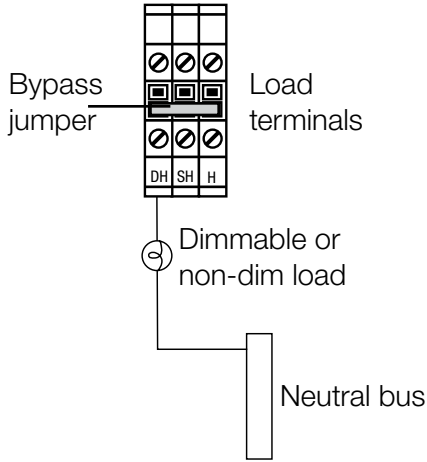 Bypass
jumper
Load
terminals
DH SH H
Dimmable or
non-dim load
Neutral bus